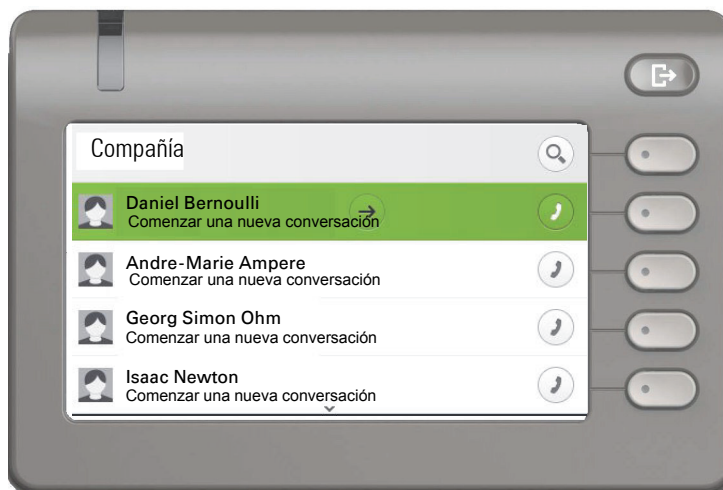 Compañía
Daniel Bernoulli
Comenzar una nueva conversación
Andre-Marie Ampere
Comenzar una nueva conversación
Georg Simon Ohm
Comenzar una nueva conversación
Isaac Newton
Comenzar una nueva conversación